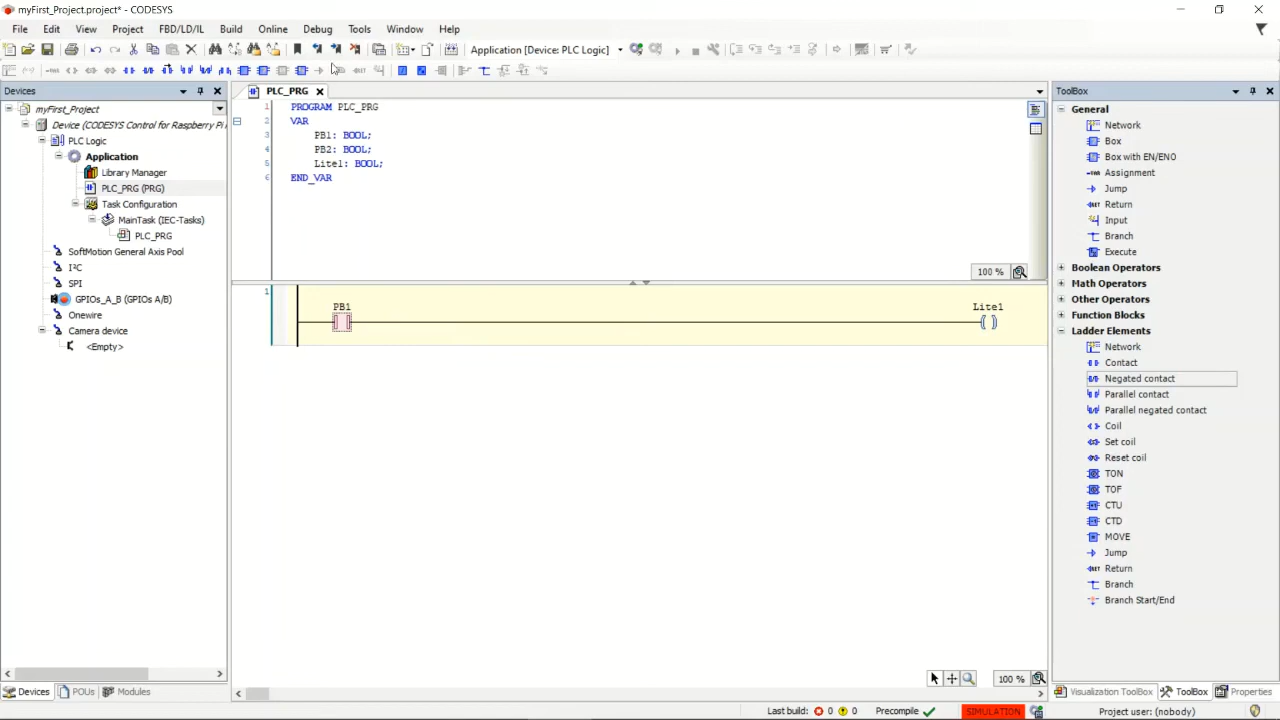 myFirst_Project.project* - CODESYS
File Edit View Project FBD/LD/IL Build Online Debug Tools Window Help
Application [Device: PLC Logic]
Devices
myFirst_Project
Device (CODESYS Control for Raspberry Pi
PLC Logic
Application
Library Manager
PLC_PRG (PRG)
Task Configuration
MainTask (IEC-Tasks)
PLC_PRG
SoftMotion General Axis Pool
I²C
SPI
GPIOs_A_B (GPIOs A/B)
Onewire
Camera device
<Empty>
Devices POUs Modules
PLC_PRG
1 PROGRAM PLC_PRG
2 VAR
3 PB1: BOOL;
4 PB2: BOOL;
5 Lite1: BOOL;
6 END_VAR
100 %
1
PB1 Lite1
100 %
ToolBox
General
Network
Box
Box with EN/ENO
Assignment
Jump
Return
Input
Branch
Execute
Boolean Operators
Math Operators
Other Operators
Function Blocks
Ladder Elements
Network
Contact
Negated contact
Parallel contact
Parallel negated contact
Coil
Set coil
Reset coil
TON
TOF
CTU
CTD
MOVE
Jump
Return
Branch
Branch Start/End
Visualization ToolBox ToolBox Properties
Last build: 0 0 Precompile SIMULATION Project user: (nobody)